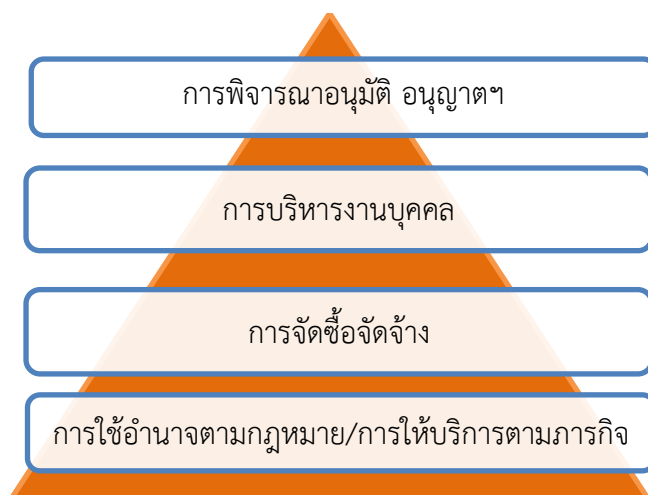 การพิจารณาอนุมัติ อนุญาตฯ
การบริหารงานบุคคล
การจัดซื้อจัดจ้าง
การใช้อำนาจตามกฎหมาย/การให้บริการตามภารกิจ